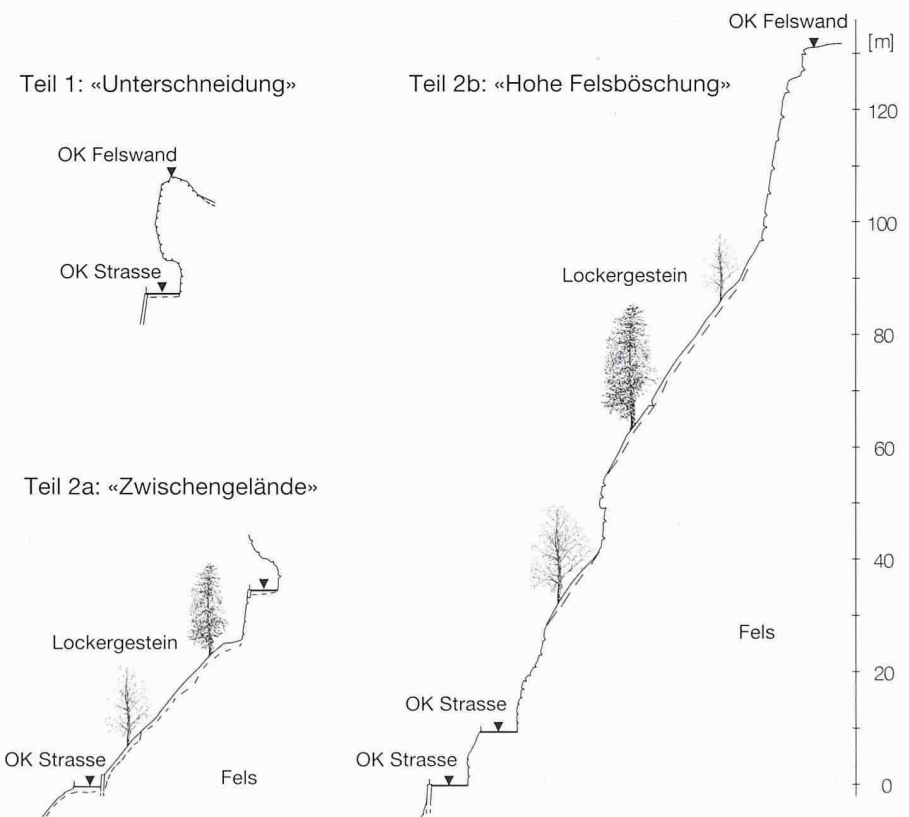 Teil 1: «Unterschneidung»
OK Felswand
OK Strasse
Teil 2a: «Zwischengelände»
Lockergestein
OK Strasse
Fels
Teil 2b: «Hohe Felsböschung»
OK Felswand
Lockergestein
Fels
OK Strasse
OK Strasse
[m]
120
100
80
60
40
20
0